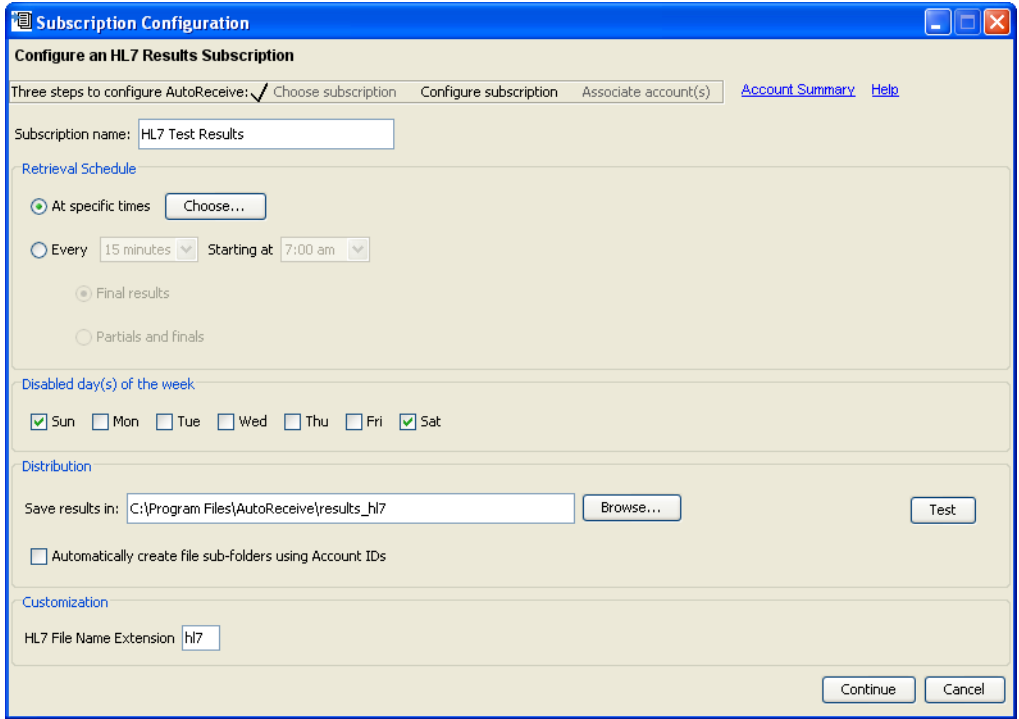 Subscription Configuration
Configure an HL7 Results Subscription
Three steps to configure AutoReceive: Choose subscription Configure subscription Associate account(s) Account Summary Help
Subscription name: HL7 Test Results
Retrieval Schedule
At specific times Choose...
Every 15 minutes Starting at 7:00 am
Final results
Partials and finals
Disabled day(s) of the week
Sun Mon Tue Wed Thu Fri Sat
Distribution
Save results in: C:\Program Files\AutoReceive\results_hl7 Browse... Test
Automatically create file sub-folders using Account IDs
Customization
HL7 File Name Extension hl7
Continue Cancel